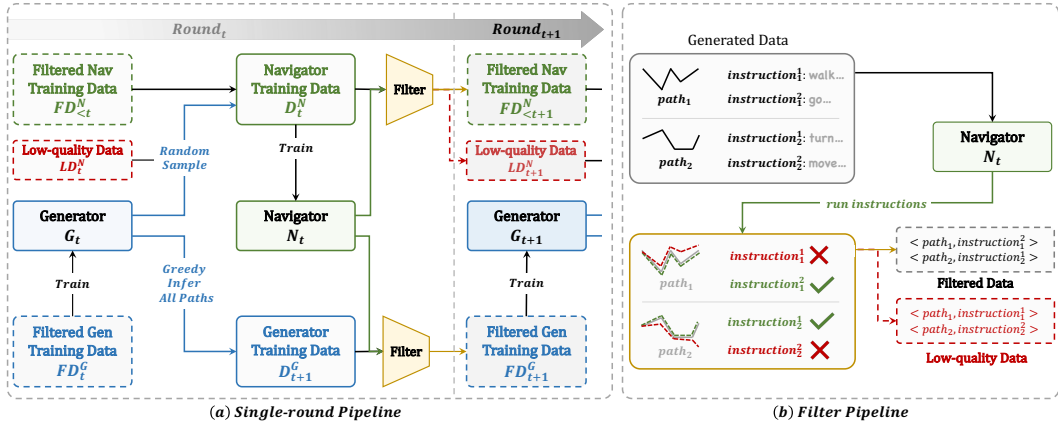 Round_t
Round_{t+1}
Filtered Nav
Training Data
FD^N_{<t}
Navigator
Training Data
D^N_t
Filter
Filtered Nav
Training Data
FD^N_{<t+1}
Low-quality Data
LD^N_t
Random
Sample
Train
Low-quality Data
LD^N_{t+1}
Generator
G_t
Navigator
N_t
Generator
G_{t+1}
Train
Greedy
Infer
All Paths
Train
Filtered Gen
Training Data
FD^G_t
Generator
Training Data
D^G_{t+1}
Filter
Filtered Gen
Training Data
FD^G_{t+1}
(a) Single-round Pipeline
Generated Data
path_1
instruction^1_1: walk...
instruction^2_1: go...
path_2
instruction^1_2: turn...
instruction^2_2: move...
Navigator
N_t
run instructions
path_1
instruction^1_1
instruction^2_1
path_2
instruction^1_2
instruction^2_2
< path_1, instruction^2_1 >
< path_2, instruction^1_2 >
Filtered Data
< path_1, instruction^1_1 >
< path_2, instruction^2_2 >
Low-quality Data
(b) Filter Pipeline